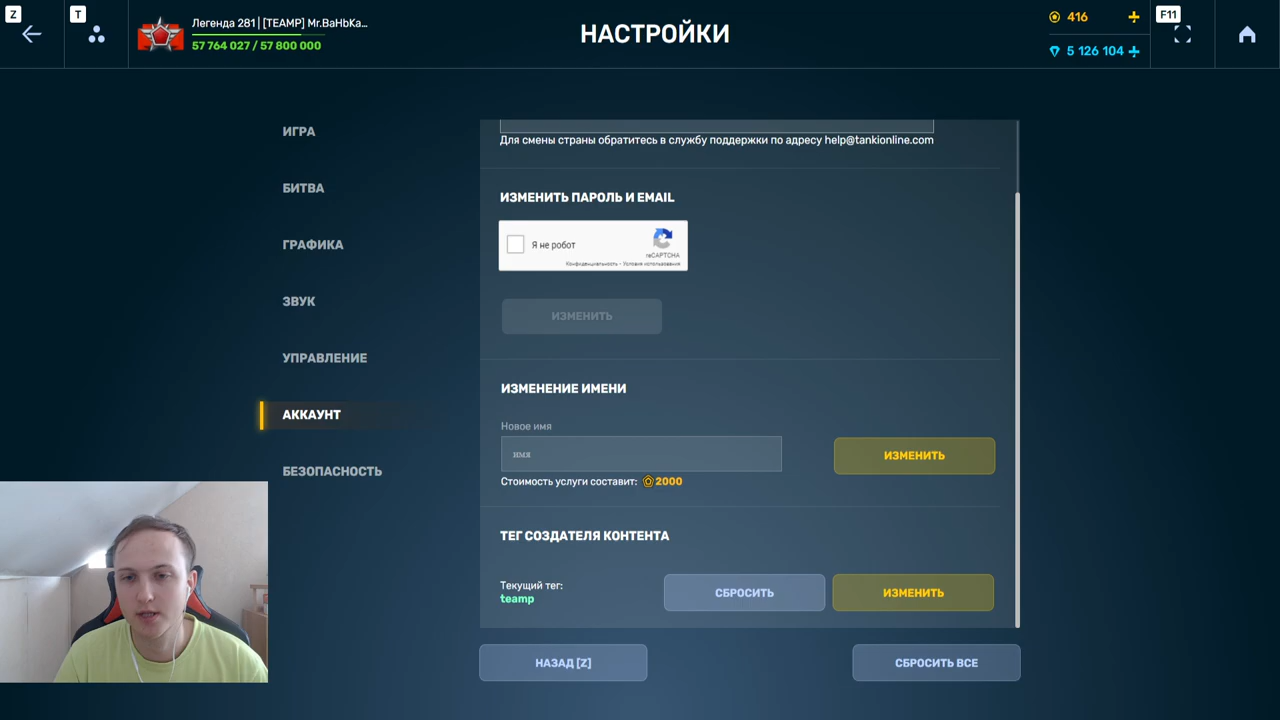 Z
T
Легенда 281 | [TEAMP] Mr.BaHbKa...
57 764 027 / 57 800 000
НАСТРОЙКИ
416
5 126 104
F11
ИГРА
БИТВА
ГРАФИКА
ЗВУК
УПРАВЛЕНИЕ
АККАУНТ
БЕЗОПАСНОСТЬ
Для смены страны обратитесь в службу поддержки по адресу help@tankionline.com
ИЗМЕНИТЬ ПАРОЛЬ И EMAIL
Я не робот
reCAPTCHA
Конфиденциальность - Условия использования
ИЗМЕНИТЬ
ИЗМЕНЕНИЕ ИМЕНИ
Новое имя
имя
ИЗМЕНИТЬ
Стоимость услуги составит: 2000
ТЕГ СОЗДАТЕЛЯ КОНТЕНТА
Текущий тег:
teamp
СБРОСИТЬ
ИЗМЕНИТЬ
НАЗАД [Z]
СБРОСИТЬ ВСЕ